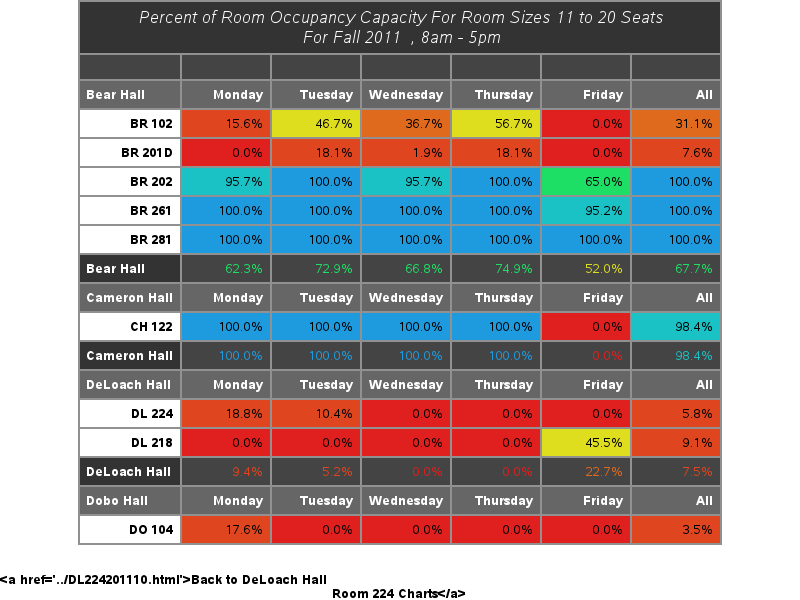 Percent of Room Occupancy Capacity For Room Sizes 11 to 20 Seats
For Fall 2011 , 8am - 5pm
Bear Hall Monday Tuesday Wednesday Thursday Friday All
BR 102 15.6% 46.7% 36.7% 56.7% 0.0% 31.1%
BR 201D 0.0% 18.1% 1.9% 18.1% 0.0% 7.6%
BR 202 95.7% 100.0% 95.7% 100.0% 65.0% 100.0%
BR 261 100.0% 100.0% 100.0% 100.0% 95.2% 100.0%
BR 281 100.0% 100.0% 100.0% 100.0% 100.0% 100.0%
Bear Hall 62.3% 72.9% 66.8% 74.9% 52.0% 67.7%
Cameron Hall Monday Tuesday Wednesday Thursday Friday All
CH 122 100.0% 100.0% 100.0% 100.0% 0.0% 98.4%
Cameron Hall 100.0% 100.0% 100.0% 100.0% 0.0% 98.4%
DeLoach Hall Monday Tuesday Wednesday Thursday Friday All
DL 224 18.8% 10.4% 0.0% 0.0% 0.0% 5.8%
DL 218 0.0% 0.0% 0.0% 0.0% 45.5% 9.1%
DeLoach Hall 9.4% 5.2% 0.0% 0.0% 22.7% 7.5%
Dobo Hall Monday Tuesday Wednesday Thursday Friday All
DO 104 17.6% 0.0% 0.0% 0.0% 0.0% 3.5%
<a href='../DL224201110.html'>Back to DeLoach Hall
Room 224 Charts</a>